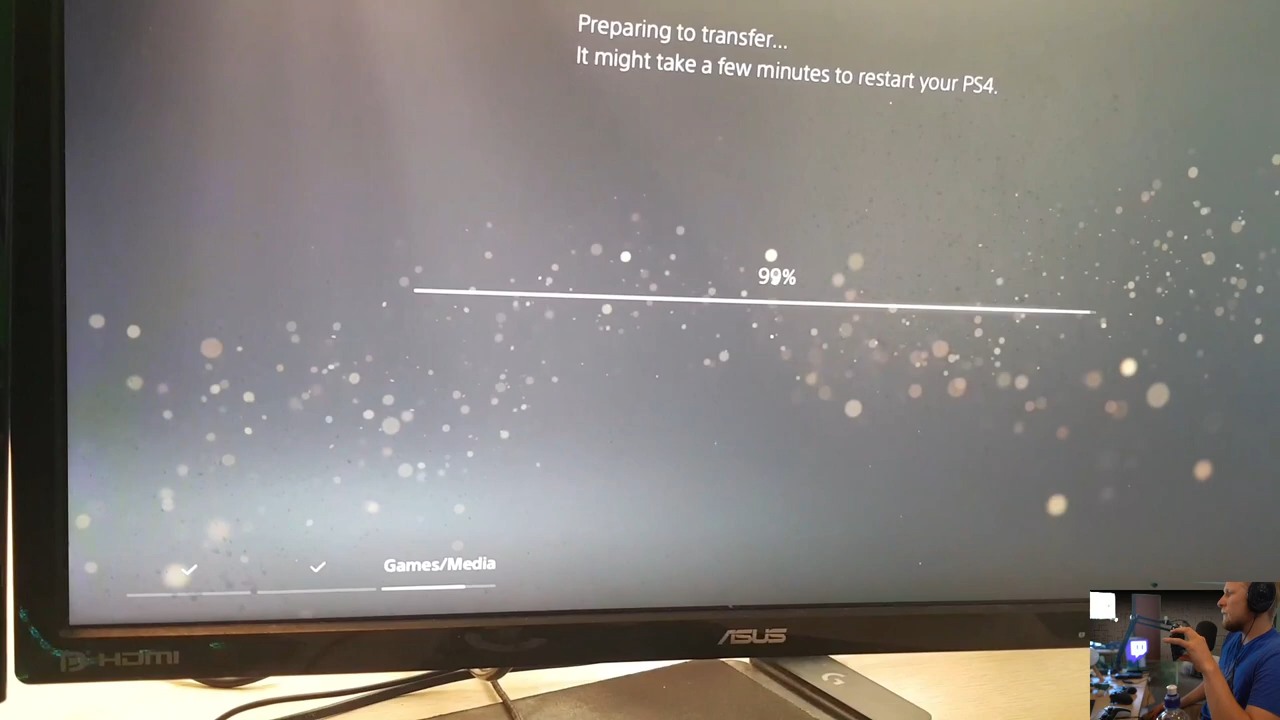 Preparing to transfer...
It might take a few minutes to restart your PS4.
99%
Games/Media
ASUS
HDMI